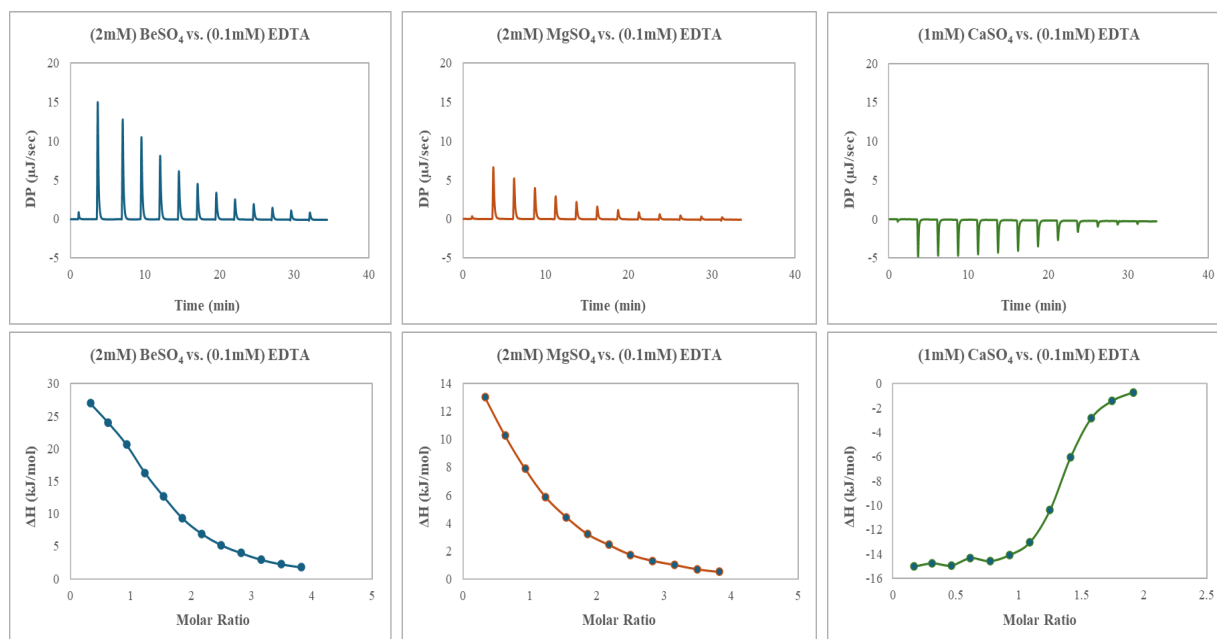 (2mM) BeSO₄ vs. (0.1mM) EDTA
DP (µJ/sec)
20
15
10
5
0
-5
0 10 20 30 40
Time (min)
(2mM) MgSO₄ vs. (0.1mM) EDTA
DP (µJ/sec)
20
15
10
5
0
-5
0 10 20 30 40
Time (min)
(1mM) CaSO₄ vs. (0.1mM) EDTA
DP (µJ/sec)
20
15
10
5
0
-5
0 10 20 30 40
Time (min)
(2mM) BeSO₄ vs. (0.1mM) EDTA
ΔH (kJ/mol)
30
25
20
15
10
5
0
0 1 2 3 4 5
Molar Ratio
(2mM) MgSO₄ vs. (0.1mM) EDTA
ΔH (kJ/mol)
14
12
10
8
6
4
2
0
0 1 2 3 4 5
Molar Ratio
(1mM) CaSO₄ vs. (0.1mM) EDTA
ΔH (kJ/mol)
0
-2
-4
-6
-8
-10
-12
-14
-16
0 0.5 1 1.5 2 2.5
Molar Ratio